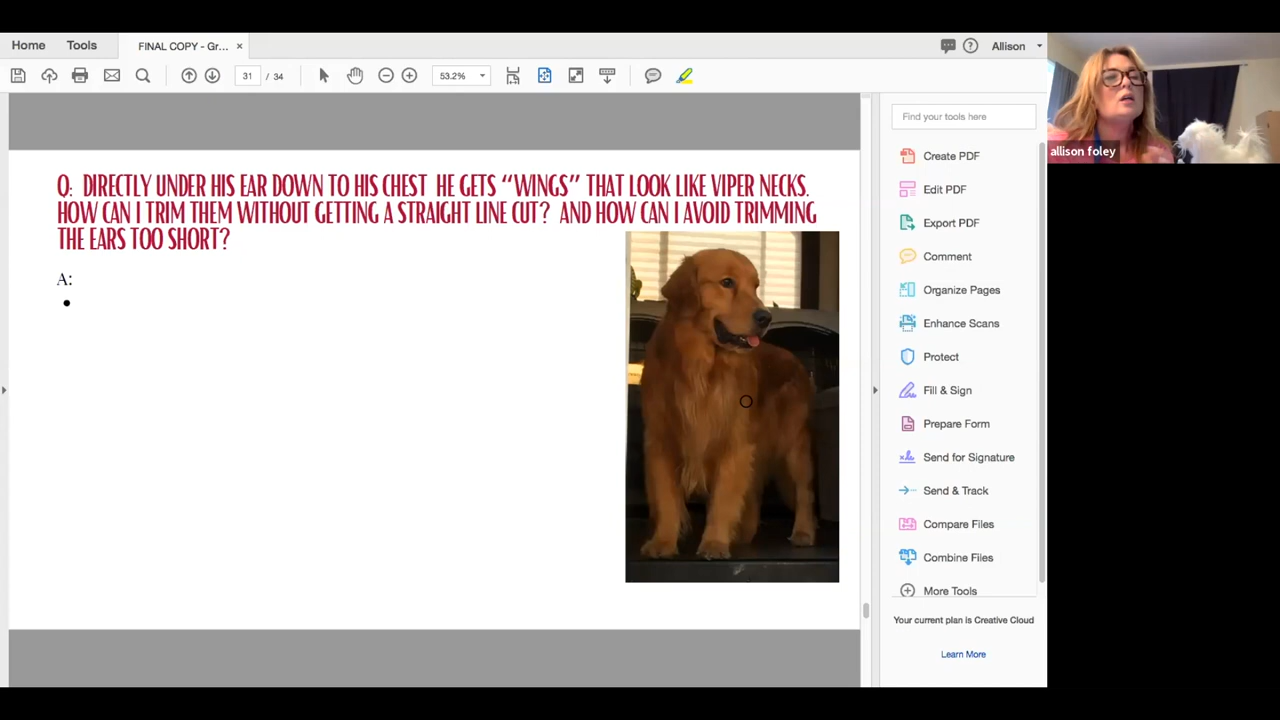 Home
Tools
FINAL COPY - Gr... ×
Allison
31 / 34
53.2%
Q: DIRECTLY UNDER HIS EAR DOWN TO HIS CHEST HE GETS “WINGS” THAT LOOK LIKE VIPER NECKS.
HOW CAN I TRIM THEM WITHOUT GETTING A STRAIGHT LINE CUT? AND HOW CAN I AVOID TRIMMING
THE EARS TOO SHORT?
A:
•
Find your tools here
Create PDF
Edit PDF
Export PDF
Comment
Organize Pages
Enhance Scans
Protect
Fill & Sign
Prepare Form
Send for Signature
Send & Track
Compare Files
Combine Files
More Tools
Your current plan is Creative Cloud
Learn More
allison foley